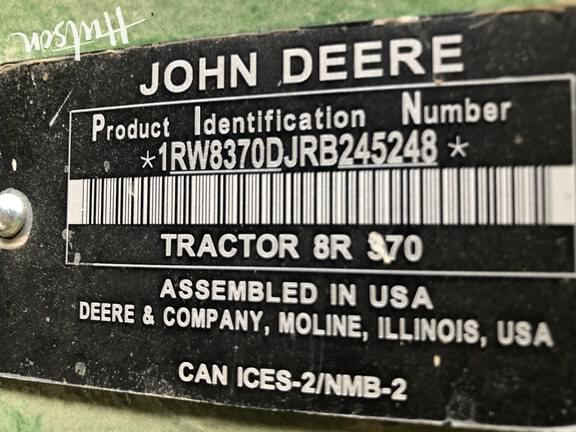 Hutson
JOHN DEERE
Product Identification Number
*1RW8370DJRB245248*
TRACTOR 8R 370
ASSEMBLED IN USA
DEERE & COMPANY, MOLINE, ILLINOIS, USA
CAN ICES-2/NMB-2